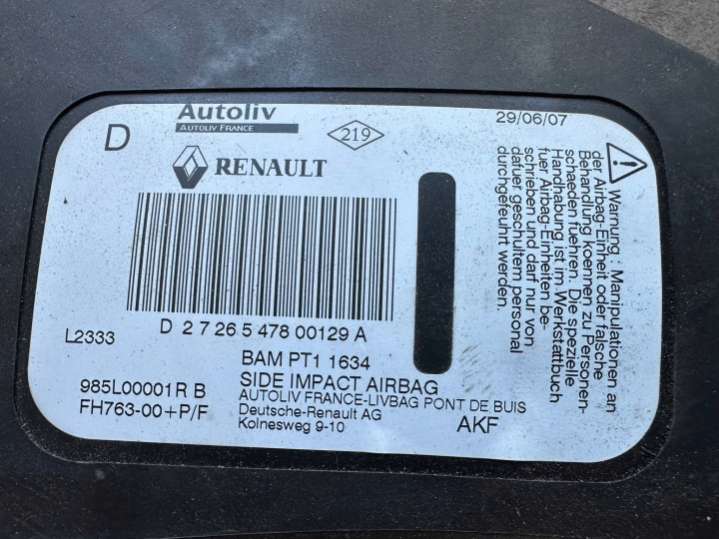 D
Autoliv
AUTOLIV FRANCE
219
29/06/07
RENAULT
D 2 7 26 5 478 00129 A
L2333
BAM PT1 1634
985L00001R B
SIDE IMPACT AIRBAG
FH763-00+P/F
AUTOLIV FRANCE-LIVBAG PONT DE BUIS
Deutsche-Renault AG
Kolnesweg 9-10
AKF
Warnung : Manipulationen an
der Airbag-Einheit oder falsche
Behandlung koennen zu Personen-
schaeden fuehren. Die spezielle
Handhabung ist im Werkstattbuch
fuer Airbag-Einheiten be-
schrieben und darf nur von
dafuer geschultem personal
durchgefeuhrt werden.